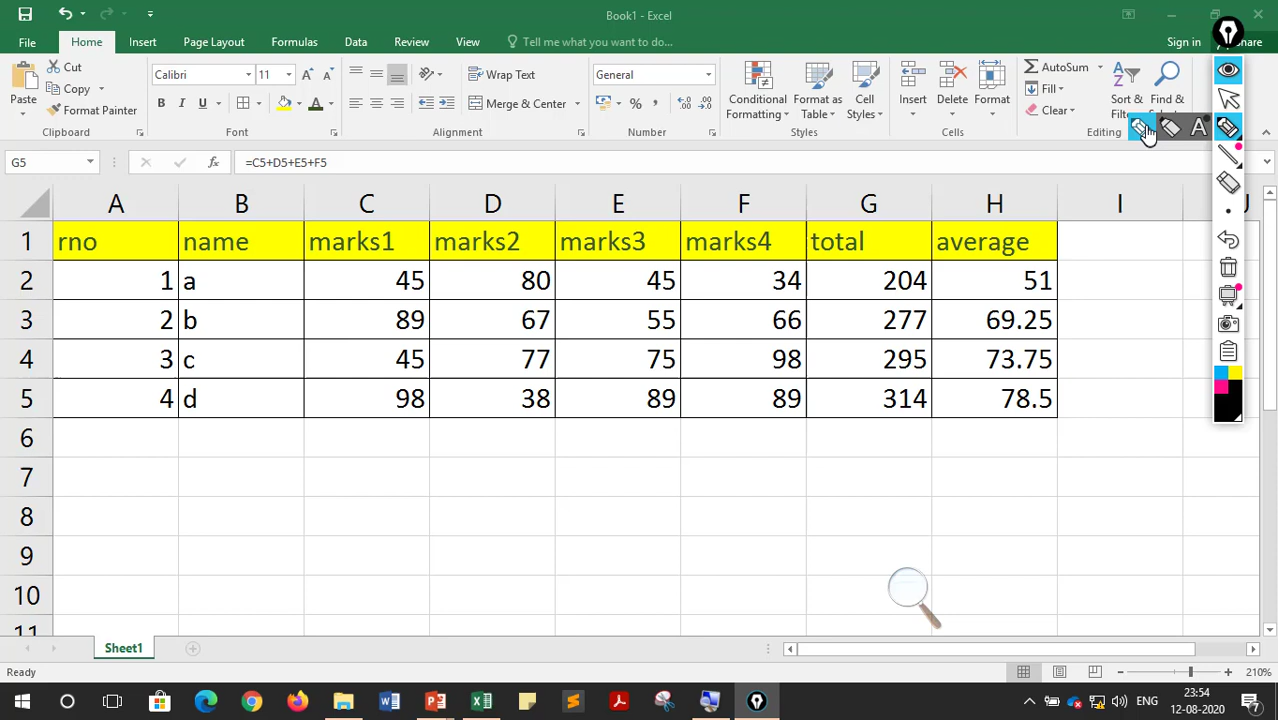 Book1 - Excel
File Home Insert Page Layout Formulas Data Review View Tell me what you want to do... Sign in Share
Paste Cut Copy Format Painter Clipboard
Calibri 11 B I U A Font
Wrap Text Merge & Center Alignment
General % Number
Conditional Formatting Format as Table Cell Styles Styles
Insert Delete Format Cells
AutoSum Fill Clear Sort & Find & Editing
G5 fx =C5+D5+E5+F5
A B C D E F G H I
1 rno name marks1 marks2 marks3 marks4 total average
2 1 a 45 80 45 34 204 51
3 2 b 89 67 55 66 277 69.25
4 3 c 45 77 75 98 295 73.75
5 4 d 98 38 89 89 314 78.5
6
7
8
9
10
11
Sheet1
Ready 210%
ENG 23:54
12-08-2020 7